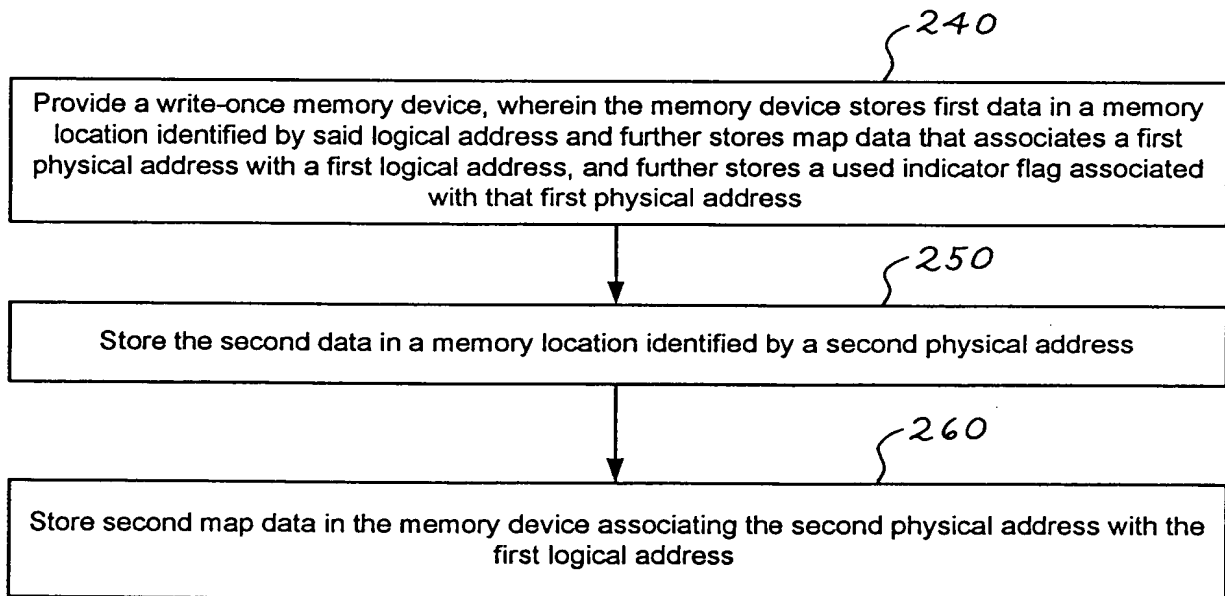 240
Provide a write-once memory device, wherein the memory device stores first data in a memory
location identified by said logical address and further stores map data that associates a first
physical address with a first logical address, and further stores a used indicator flag associated
with that first physical address
250
Store the second data in a memory location identified by a second physical address
260
Store second map data in the memory device associating the second physical address with the
first logical address